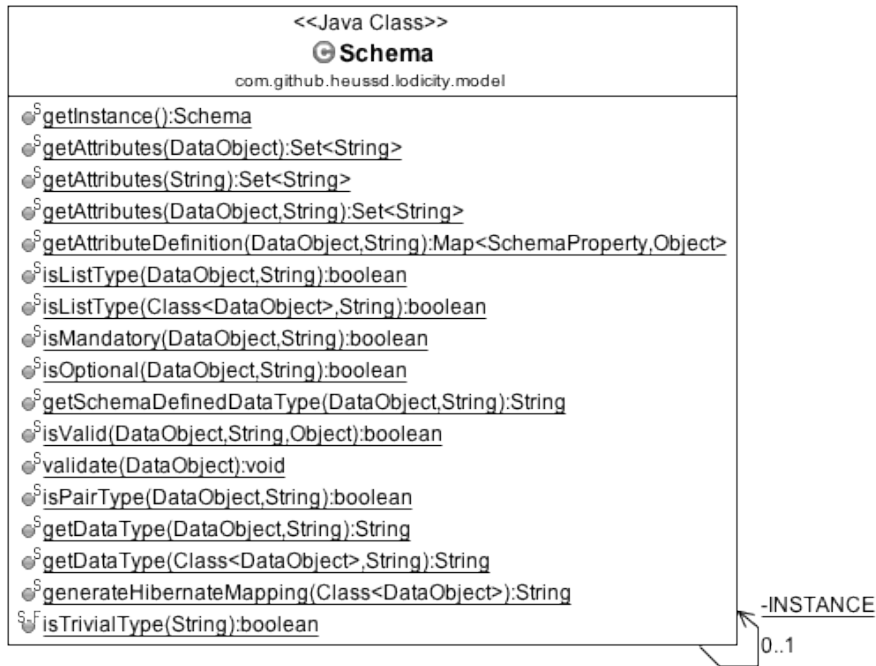 <<Java Class>>
C Schema
com.github.heussd.lodicity.model
S getInstance():Schema
S getAttributes(DataObject):Set<String>
S getAttributes(String):Set<String>
S getAttributes(DataObject,String):Set<String>
S getAttributeDefinition(DataObject,String):Map<SchemaProperty,Object>
S isListType(DataObject,String):boolean
S isListType(Class<DataObject>,String):boolean
S isMandatory(DataObject,String):boolean
S isOptional(DataObject,String):boolean
S getSchemaDefinedDataType(DataObject,String):String
S isValid(DataObject,String,Object):boolean
S validate(DataObject):void
S isPairType(DataObject,String):boolean
S getDataType(DataObject,String):String
S getDataType(Class<DataObject>,String):String
S generateHibernateMapping(Class<DataObject>):String
S F isTrivialType(String):boolean
-INSTANCE
0..1